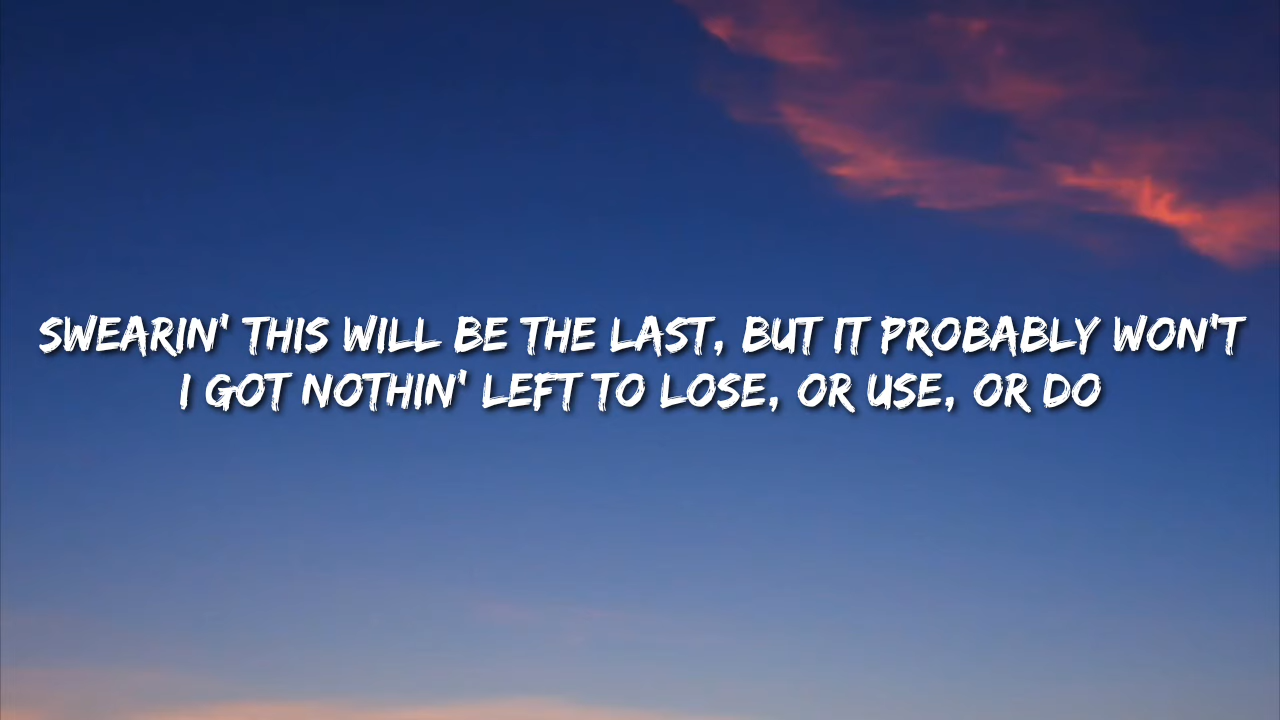 SWEARIN' THIS WILL BE THE LAST, BUT IT PROBABLY WON'T
I GOT NOTHIN' LEFT TO LOSE, OR USE, OR DO